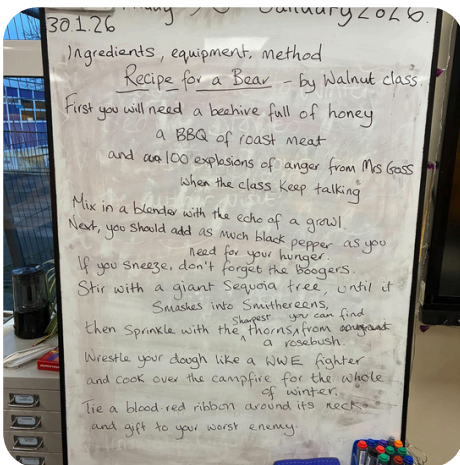 January 2026.
30.1.26
Ingredients, equipment, method
Recipe for a Bear - by Walnut class.
First you will need a beehive full of honey
a BBQ of roast meat
and 100 explosions of anger from Mrs Goss
when the class keep talking
Mix in a blender with the echo of a growl.
Next, you should add as much black pepper as you
need for your hunger.
If you sneeze, don't forget the boogers.
Stir with a giant Sequoia tree, until it
Smashes into Smithereens,
then Sprinkle with the sharpest thorns you can find from
a rosebush.
Wrestle your dough like a WWE fighter
and cook over the campfire for the whole
of winter.
Tie a blood-red ribbon around its neck
and gift to your worst enemy.